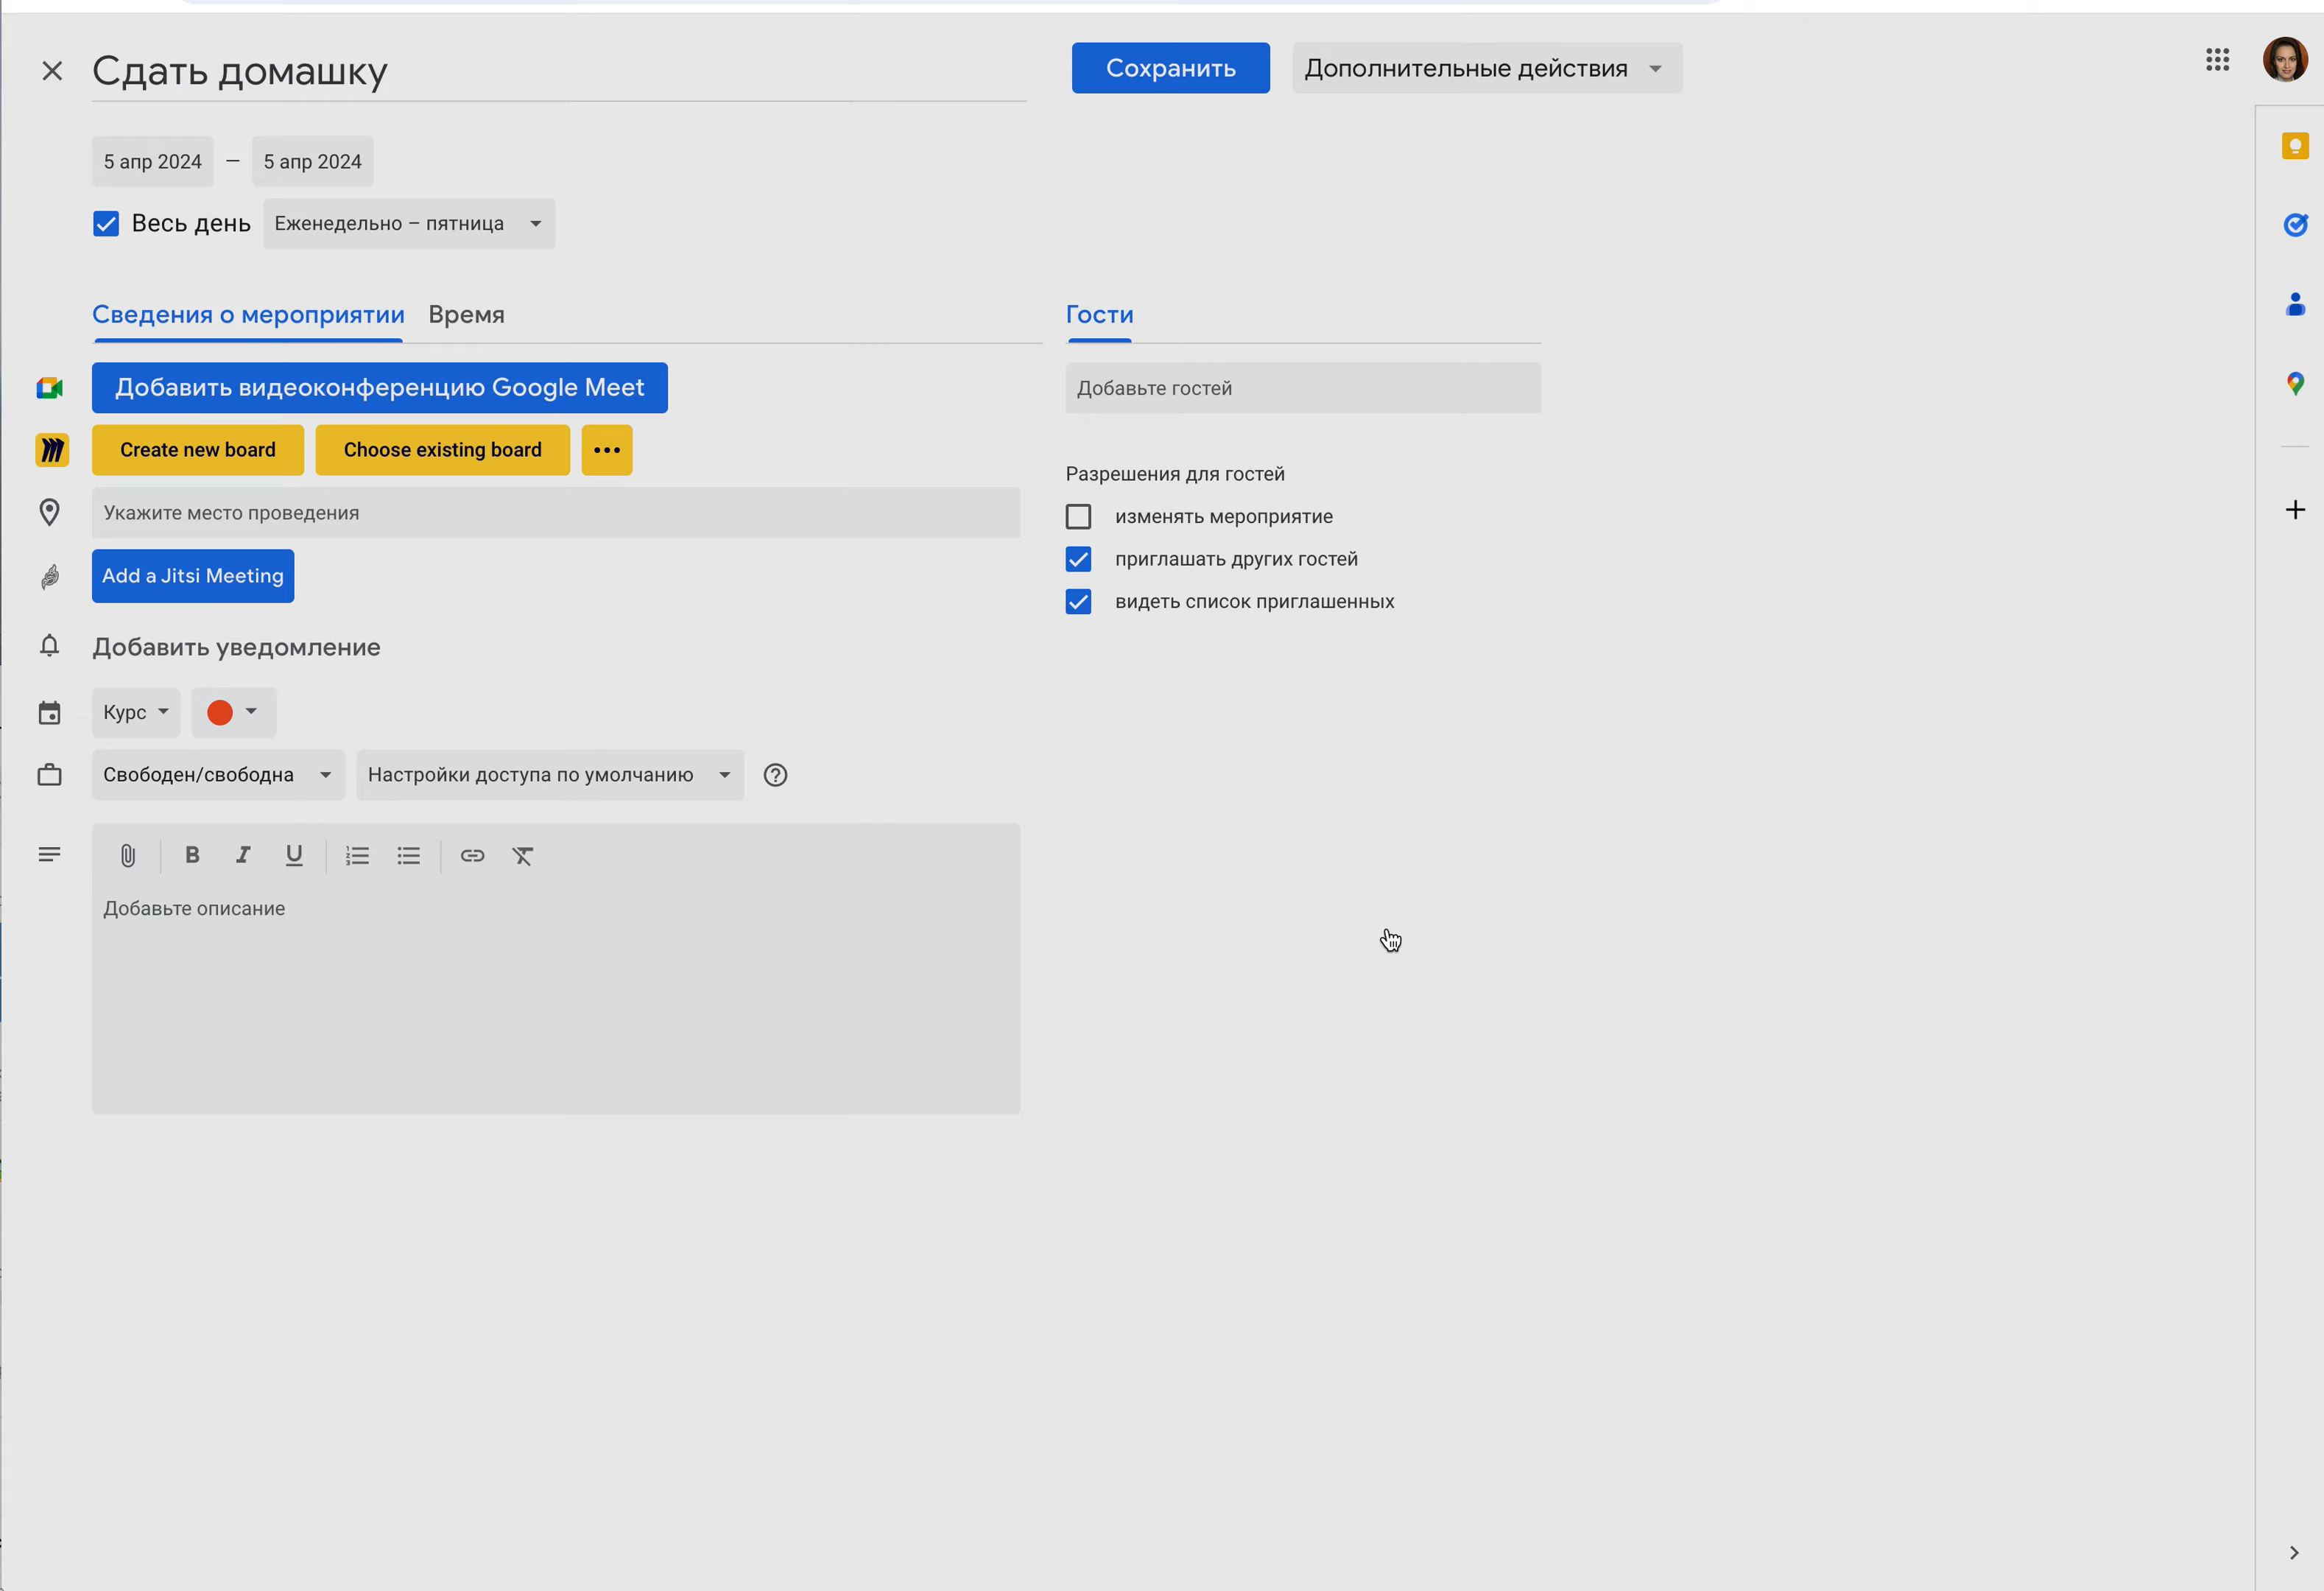 Сдать домашку
Сохранить
Дополнительные действия
5 апр 2024 – 5 апр 2024
Весь день
Еженедельно – пятница
Сведения о мероприятии
Время
Гости
Добавить видеоконференцию Google Meet
Добавьте гостей
Create new board
Choose existing board
Разрешения для гостей
Укажите место проведения
изменять мероприятие
приглашать других гостей
Add a Jitsi Meeting
видеть список приглашенных
Добавить уведомление
Курс
Свободен/свободна
Настройки доступа по умолчанию
Добавьте описание